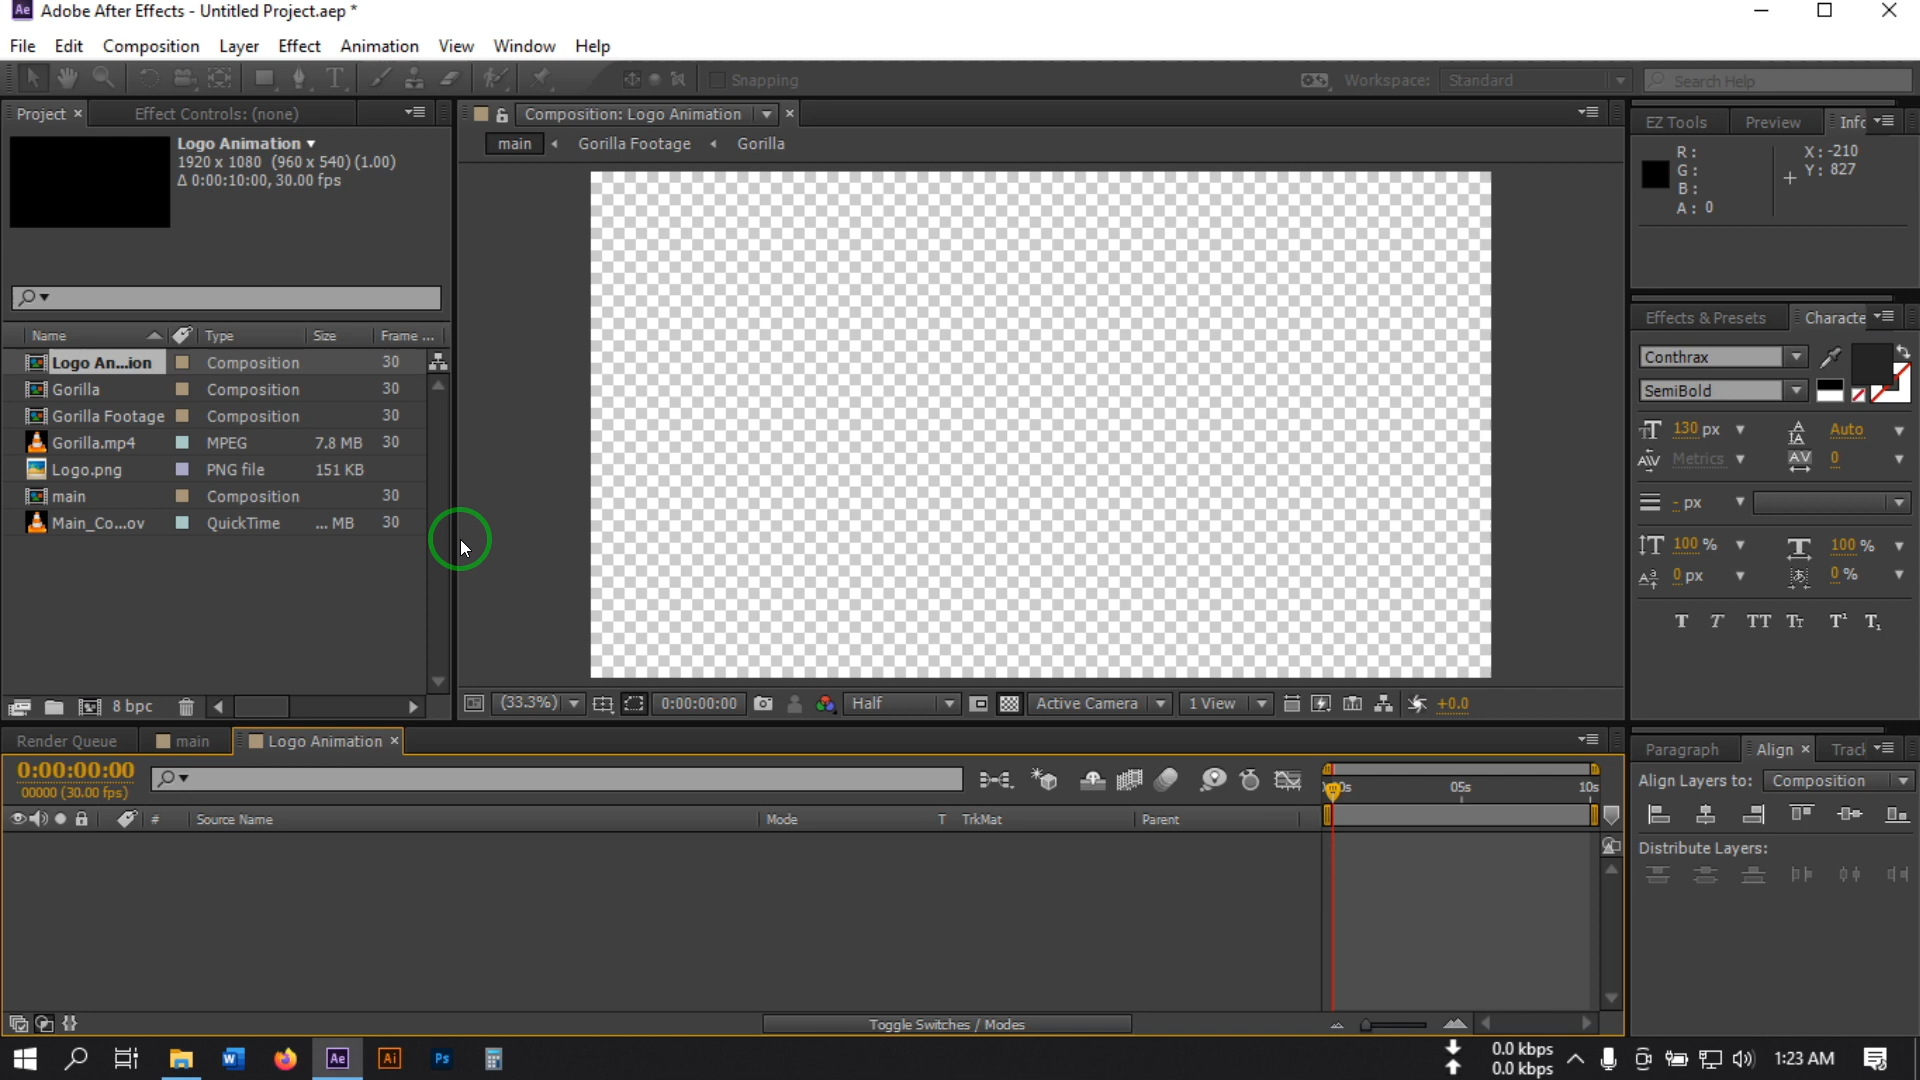 Ae Adobe After Effects - Untitled Project.aep *
File Edit Composition Layer Effect Animation View Window Help
Snapping Workspace: Standard Search Help
Project × Effect Controls: (none)
Logo Animation
1920 x 1080 (960 x 540) (1.00)
Δ 0:00:10:00, 30.00 fps
Composition: Logo Animation ×
main Gorilla Footage Gorilla
EZ Tools Preview Info
R: X: -210
G: Y: 827
B:
A: 0
Name Type Size Frame ...
Logo An...ion Composition 30
Gorilla Composition 30
Gorilla Footage Composition 30
Gorilla.mp4 MPEG 7.8 MB 30
Logo.png PNG file 151 KB
main Composition 30
Main_Co...ov QuickTime ... MB 30
8 bpc
Effects & Presets Characte
Conthrax
SemiBold
130 px Auto
Metrics 0
- px
100 % 100 %
0 px 0 %
T T TT Tт T¹ T₁
(33.3%) 0:00:00:00 Half Active Camera 1 View +0.0
Render Queue main Logo Animation ×
0:00:00:00
00000 (30.00 fps)
05s 10s
# Source Name Mode T TrkMat Parent
Toggle Switches / Modes
Paragraph Align × Track
Align Layers to: Composition
Distribute Layers:
W Ae Ai Ps
0.0 kbps
0.0 kbps
1:23 AM